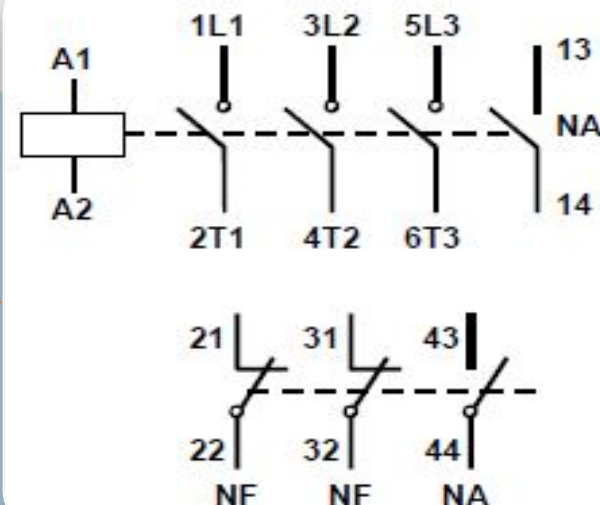 1L1 3L2 5L3
13
A1
NA
A2
14
2T1 4T2 6T3
21 31 43
22 32 44
NF NF NA